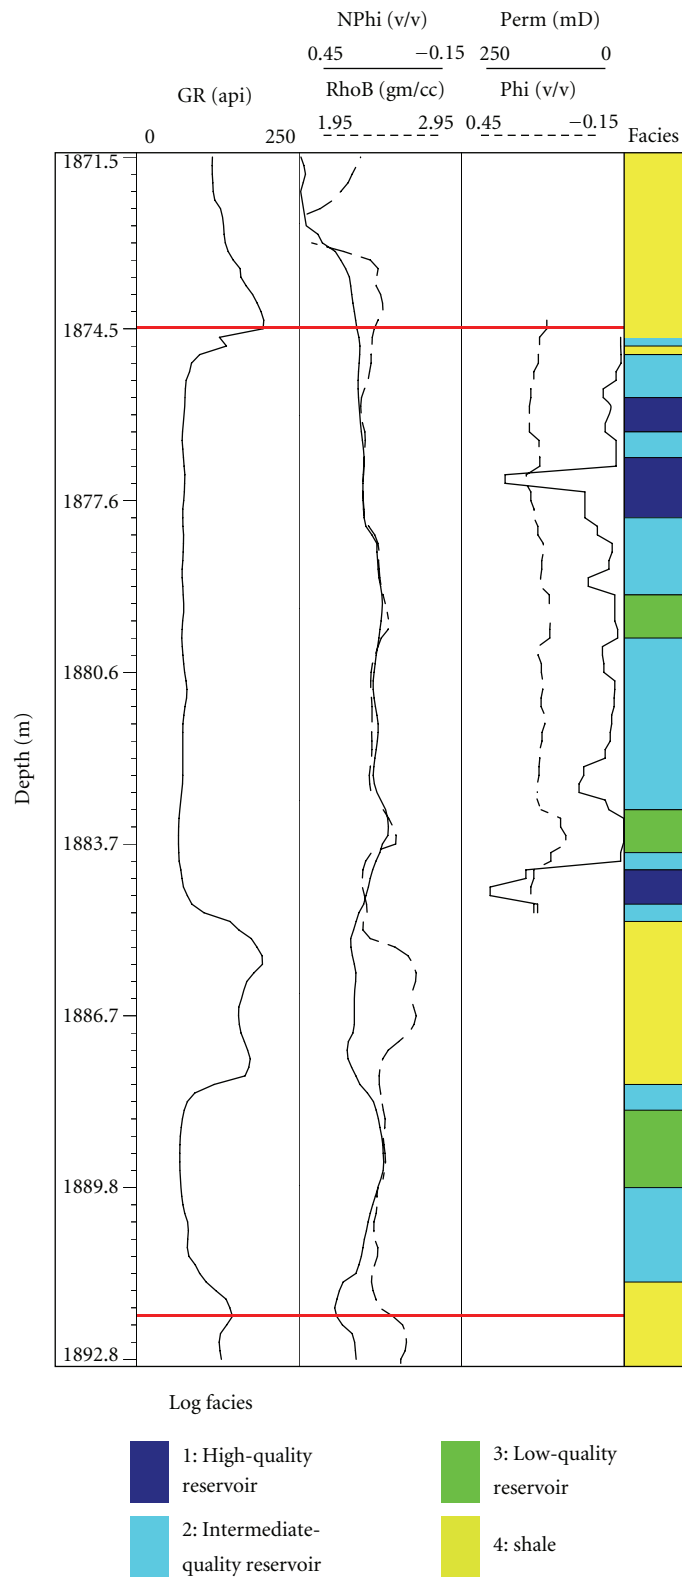 NPhi (v/v) Perm (mD)
0.45 −0.15 250 0
GR (api) RhoB (gm/cc) Phi (v/v)
0 250 1.95 2.95 0.45 −0.15 Facies
1871.5
1874.5
1877.6
1880.6
Depth (m)
1883.7
1886.7
1889.8
1892.8
Log facies
1: High-quality
reservoir
3: Low-quality
reservoir
2: Intermediate-
quality reservoir
4: shale